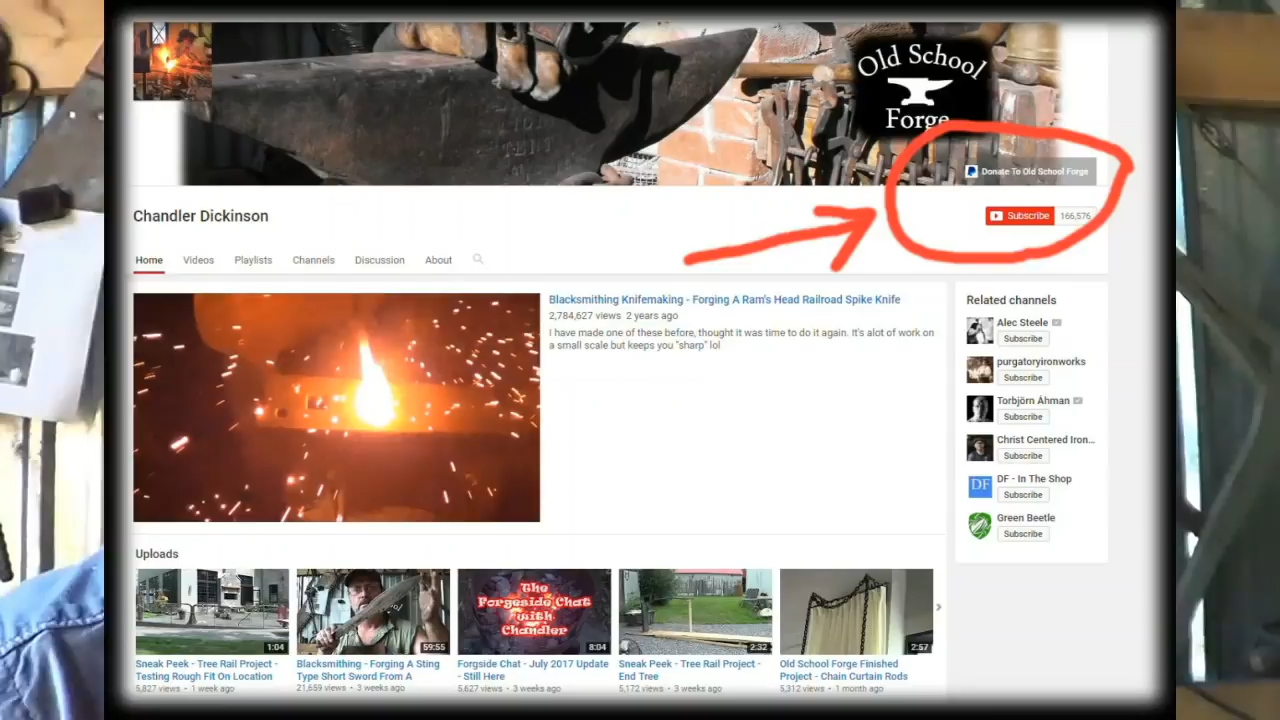 Old School
Forge
Donate To Old School Forge
Chandler Dickinson
Subscribe 166,576
Home Videos Playlists Channels Discussion About
Blacksmithing Knifemaking - Forging A Ram's Head Railroad Spike Knife
2,784,627 views 2 years ago
I have made one of these before, thought it was time to do it again. It's alot of work on
a small scale but keeps you "sharp" lol
Related channels
Alec Steele
Subscribe
purgatoryironworks
Subscribe
Torbjörn Åhman
Subscribe
Christ Centered Iron...
Subscribe
DF
DF - In The Shop
Subscribe
Green Beetle
Subscribe
Uploads
1:04
Sneak Peek - Tree Rail Project -
Testing Rough Fit On Location
5,827 views • 1 week ago
59:55
Blacksmithing - Forging A Sting
Type Short Sword From A
21,659 views • 3 weeks ago
The
Forgeside Chat
with
Chandler
8:04
Forgside Chat - July 2017 Update
- Still Here
5,627 views • 3 weeks ago
2:32
Sneak Peek - Tree Rail Project -
End Tree
5,172 views • 3 weeks ago
2:57
Old School Forge Finished
Project - Chain Curtain Rods
5,312 views • 1 month ago